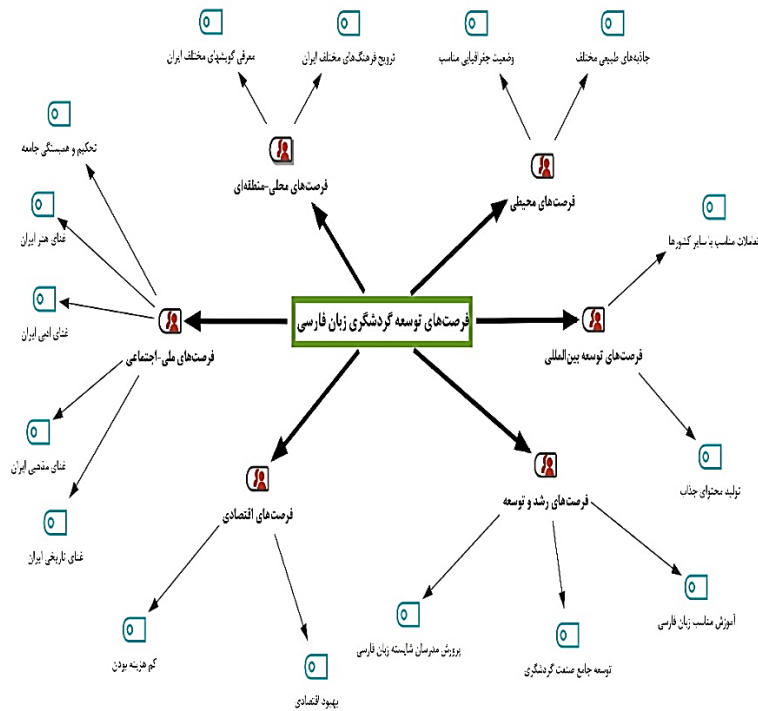 معرفی گویشهای مختلف ایران
ترویج فرهنگ‌های مختلف ایران
وضعیت جغرافیایی مناسب
جاذبه‌های طبیعی مختلف
تحکیم و همبستگی جامعه
فرصت‌های محلی-منطقه‌ای
فرصت‌های محیطی
غنای هنر ایران
تعاملات مناسب با سایر کشورها
فرصت‌های توسعه گردشگری زبان فارسی
غنای ادبی ایران
فرصت‌های ملی-اجتماعی
فرصت‌های توسعه بین‌المللی
غنای مذهبی ایران
تولید محتوای جذاب
فرصت‌های اقتصادی
فرصت‌های رشد و توسعه
غنای تاریخی ایران
آموزش مناسب زبان فارسی
پرورش مدرسان شایسته زبان فارسی
کم هزینه بودن
توسعه جامع صنعت گردشگری
بهبود اقتصادی